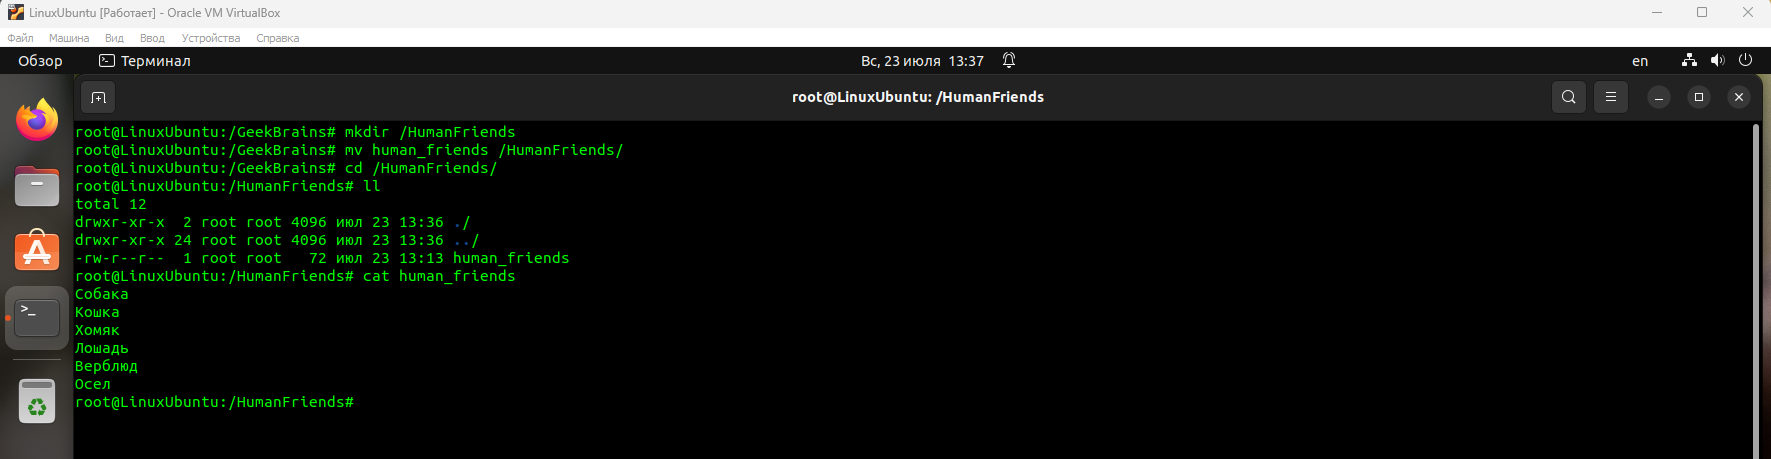 LinuxUbuntu [Работает] - Oracle VM VirtualBox
Файл Машина Вид Ввод Устройства Справка
Обзор Терминал Вс, 23 июля 13:37 en
root@LinuxUbuntu: /HumanFriends
root@LinuxUbuntu:/GeekBrains# mkdir /HumanFriends
root@LinuxUbuntu:/GeekBrains# mv human_friends /HumanFriends/
root@LinuxUbuntu:/GeekBrains# cd /HumanFriends/
root@LinuxUbuntu:/HumanFriends# ll
total 12
drwxr-xr-x  2 root root 4096 июл 23 13:36 ./
drwxr-xr-x 24 root root 4096 июл 23 13:36 ../
-rw-r--r--  1 root root   72 июл 23 13:13 human_friends
root@LinuxUbuntu:/HumanFriends# cat human_friends
Собака
Кошка
Хомяк
Лошадь
Верблюд
Осел
root@LinuxUbuntu:/HumanFriends#